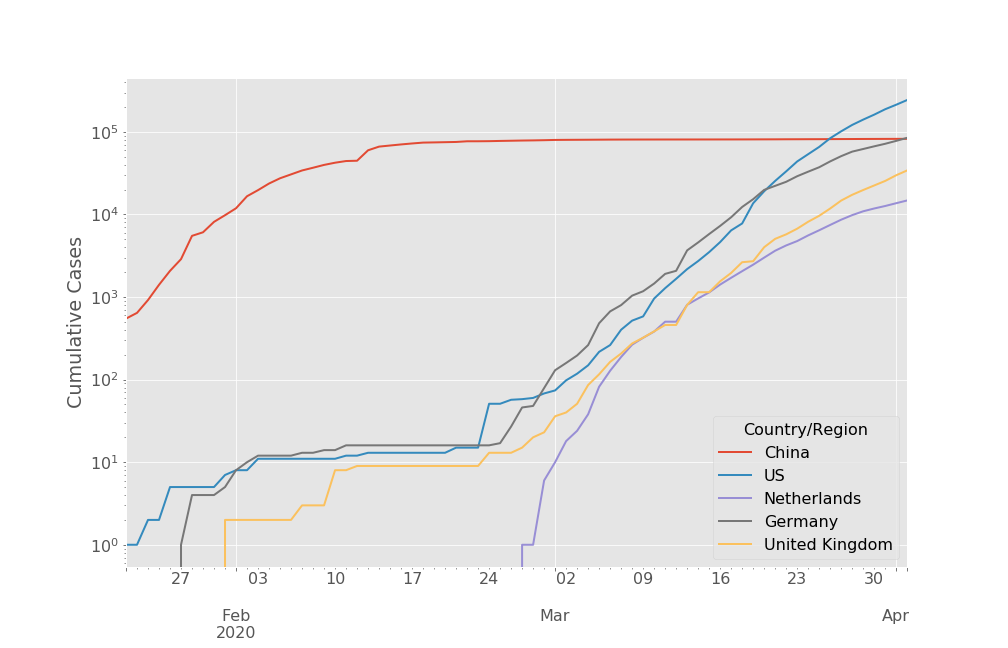 Cumulative Cases
10⁵
10⁴
10³
10²
10¹
10⁰
Country/Region
China
US
Netherlands
Germany
United Kingdom
27 03 10 17 24 02 09 16 23 30
Feb Mar Apr
2020